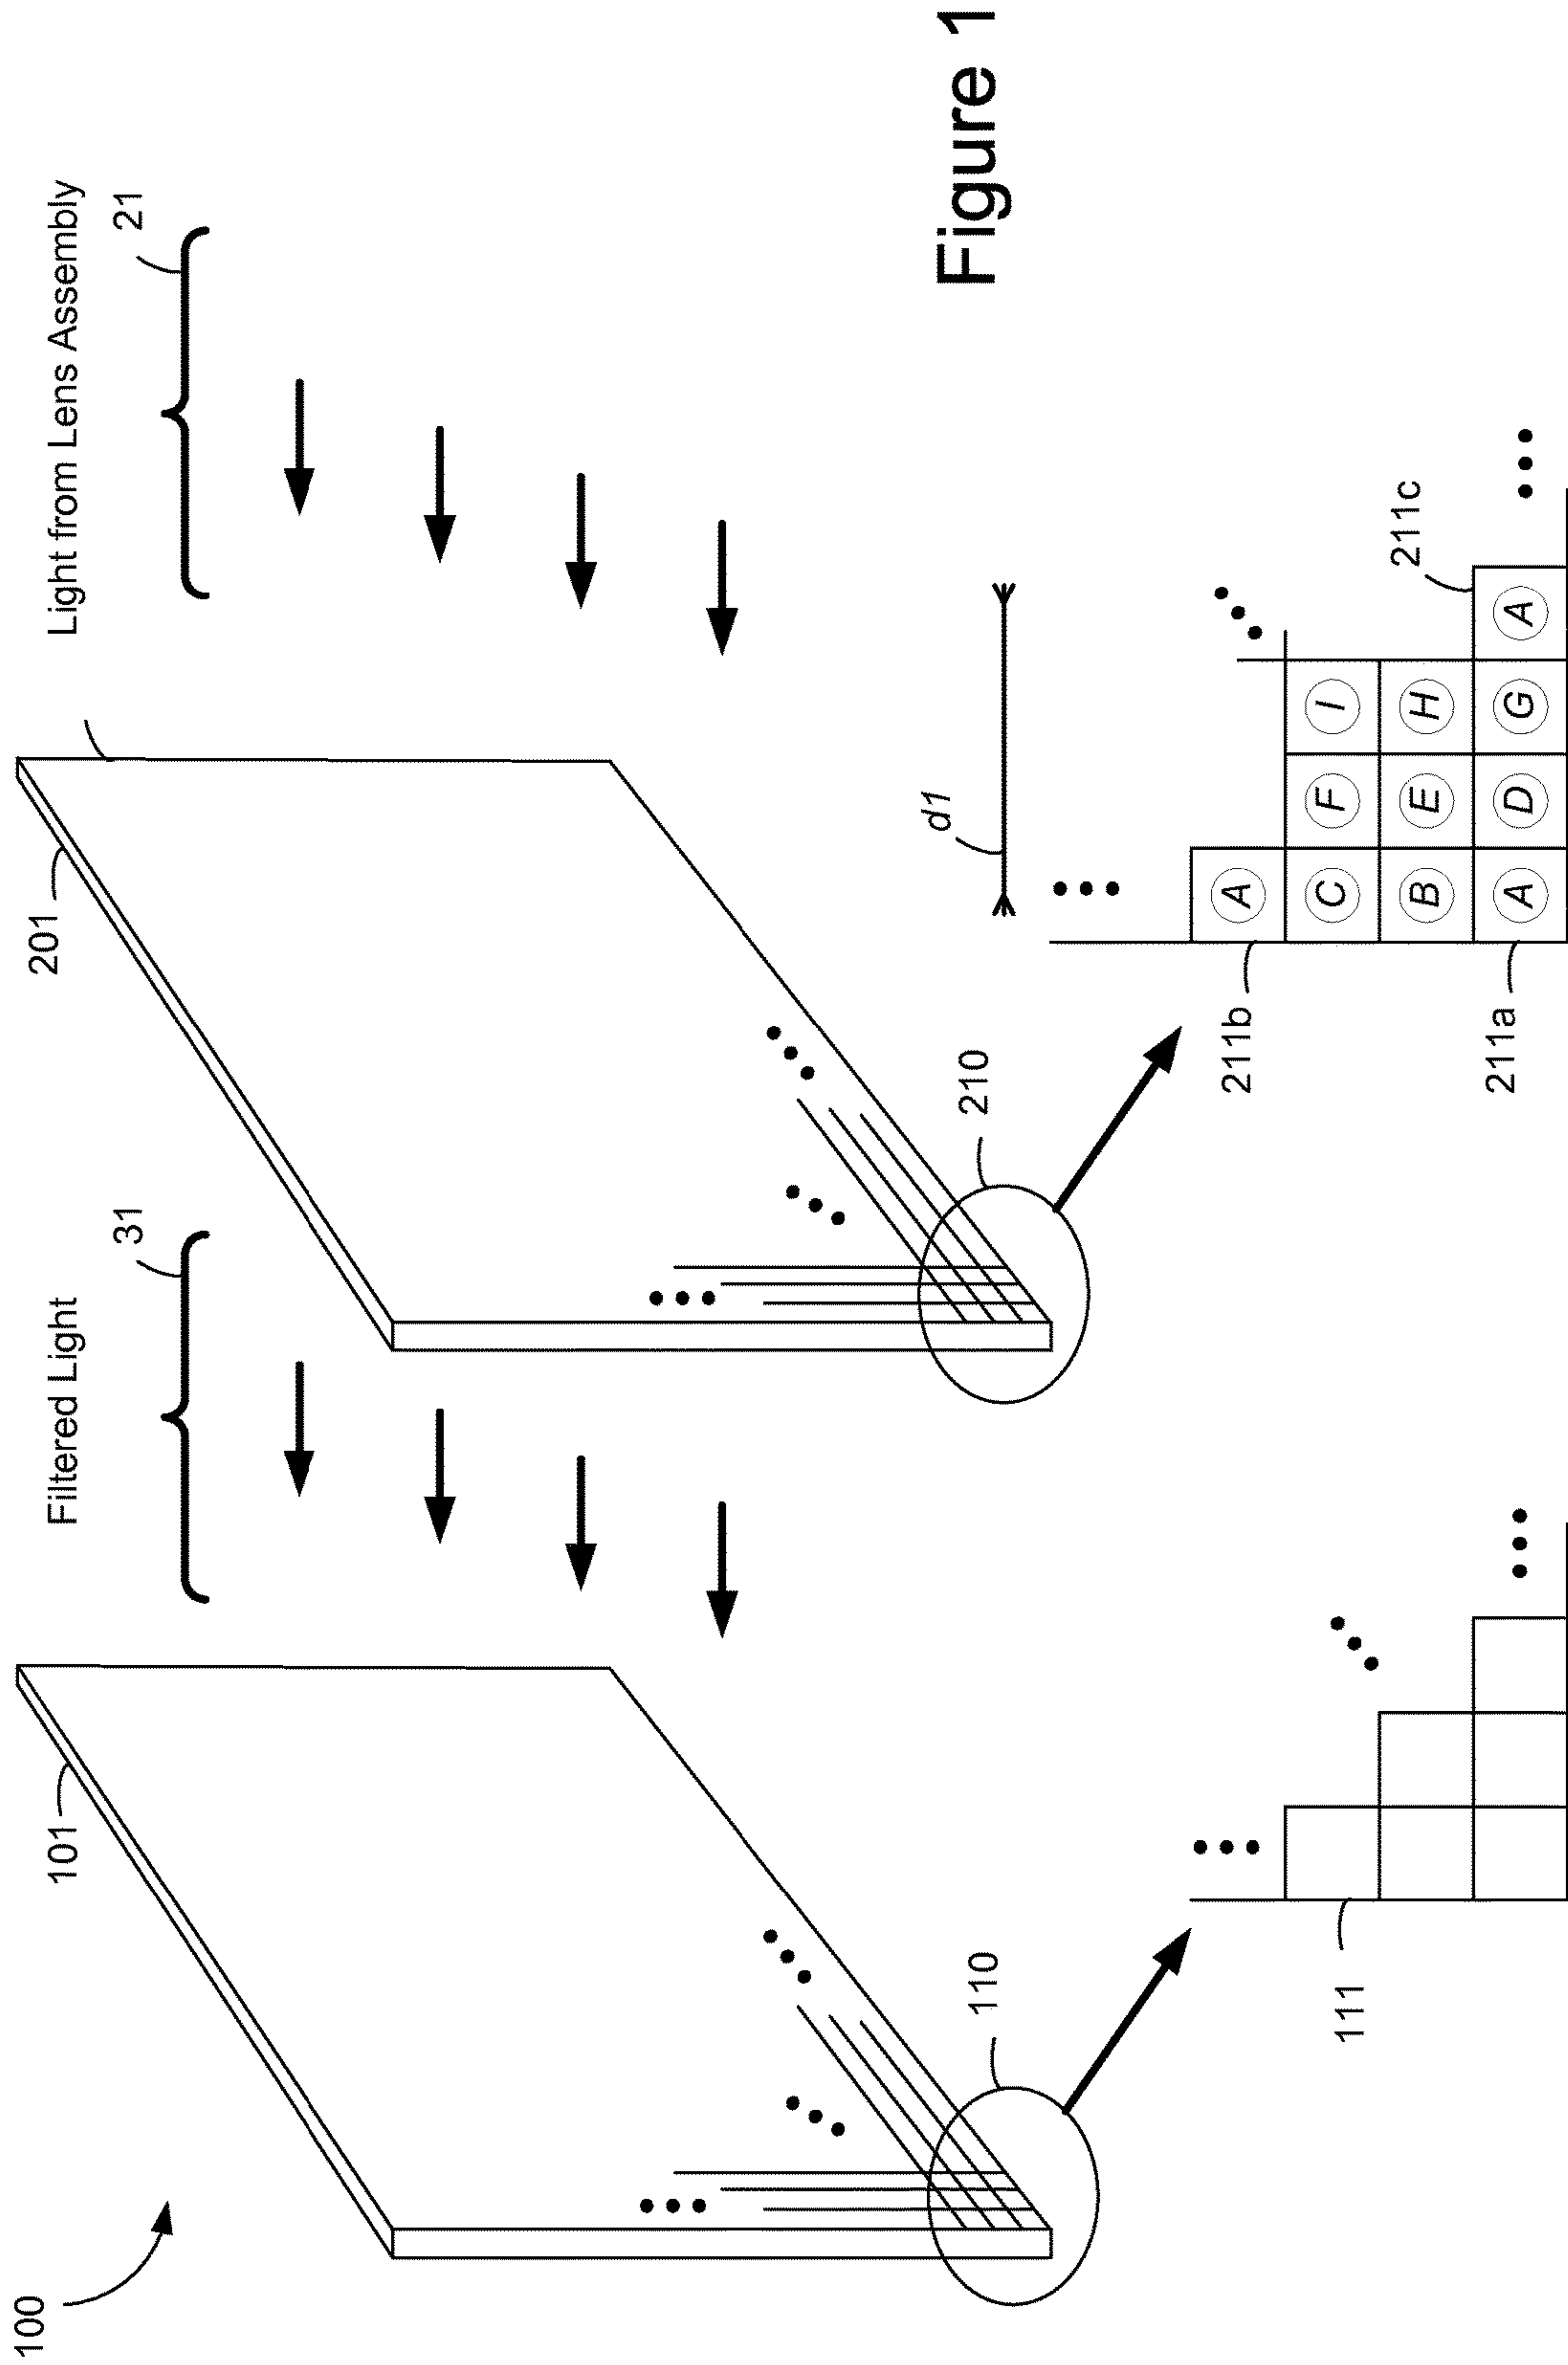 100
101
Filtered Light
31
201
Light from Lens Assembly
21
110
111
210
d1
211b
211a
211c
A
C F I
B E H
A D G A
Figure 1